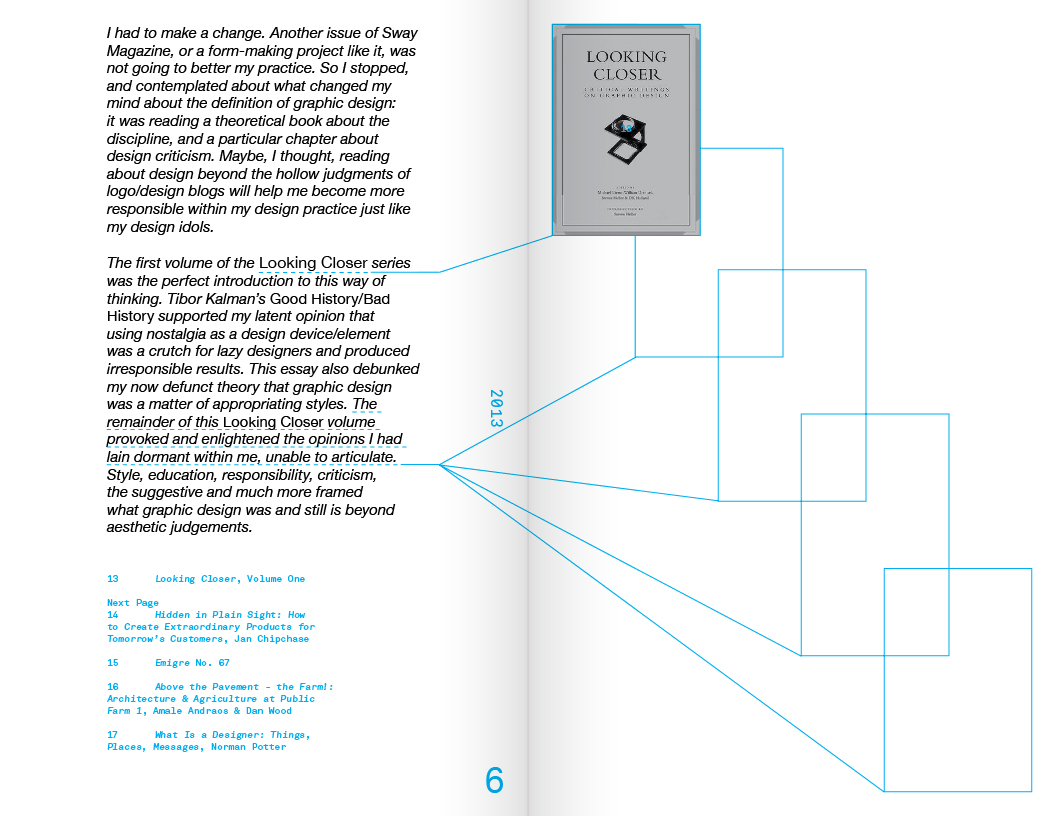 I had to make a change. Another issue of Sway
Magazine, or a form-making project like it, was
not going to better my practice. So I stopped,
and contemplated about what changed my
mind about the definition of graphic design:
it was reading a theoretical book about the
discipline, and a particular chapter about
design criticism. Maybe, I thought, reading
about design beyond the hollow judgments of
logo/design blogs will help me become more
responsible within my design practice just like
my design idols.
The first volume of the Looking Closer series
was the perfect introduction to this way of
thinking. Tibor Kalman's Good History/Bad
History supported my latent opinion that
using nostalgia as a design device/element
was a crutch for lazy designers and produced
irresponsible results. This essay also debunked
my now defunct theory that graphic design
was a matter of appropriating styles. The
remainder of this Looking Closer volume
provoked and enlightened the opinions I had
lain dormant within me, unable to articulate.
Style, education, responsibility, criticism,
the suggestive and much more framed
what graphic design was and still is beyond
aesthetic judgements.
13 Looking Closer, Volume One
Next Page
14 Hidden in Plain Sight: How
to Create Extraordinary Products for
Tomorrow's Customers, Jan Chipchase
15 Emigre No. 67
16 Above the Pavement - the Farm!:
Architecture & Agriculture at Public
Farm 1, Amale Andraos & Dan Wood
17 What Is a Designer: Things,
Places, Messages, Norman Potter
2013
6
LOOKING
CLOSER
CRITICAL WRITINGS
ON GRAPHIC DESIGN